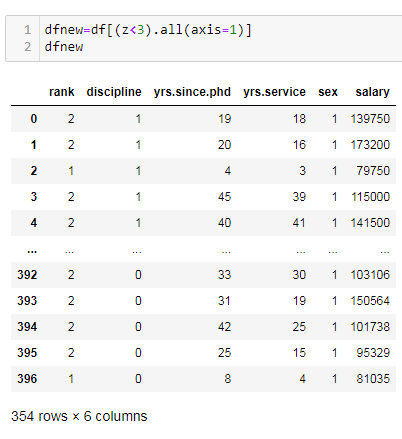 1 dfnew=df[(z<3).all(axis=1)]
2 dfnew
rank discipline yrs.since.phd yrs.service sex salary
0 2 1 19 18 1 139750
1 2 1 20 16 1 173200
2 1 1 4 3 1 79750
3 2 1 45 39 1 115000
4 2 1 40 41 1 141500
... ... ... ... ... ... ...
392 2 0 33 30 1 103106
393 2 0 31 19 1 150564
394 2 0 42 25 1 101738
395 2 0 25 15 1 95329
396 1 0 8 4 1 81035
354 rows × 6 columns